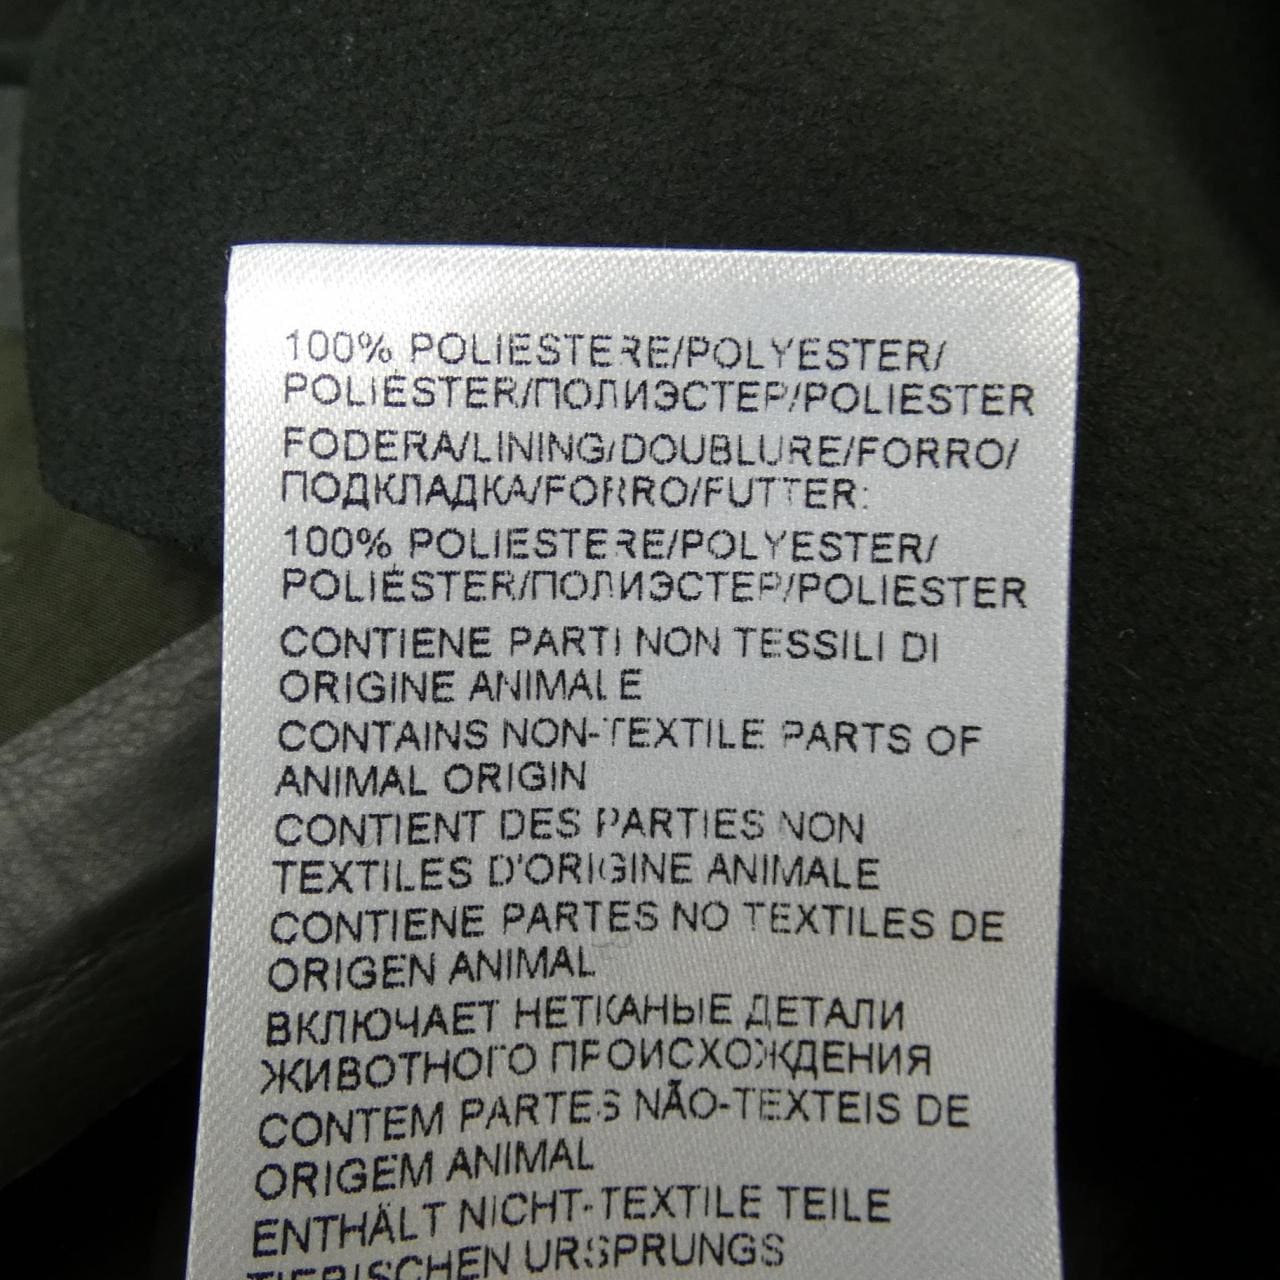 100% POLIESTERE/POLYESTER/
POLIÉSTER/ПОЛИЭСТЕР/POLIESTER
FODERA/LINING/DOUBLURE/FORRO/
ПОДКЛАДКА/FORRO/FUTTER:
100% POLIESTERE/POLYESTER/
POLIÉSTER/ПОЛИЭСТЕР/POLIESTER
CONTIENE PARTI NON TESSILI DI
ORIGINE ANIMALE
CONTAINS NON-TEXTILE PARTS OF
ANIMAL ORIGIN
CONTIENT DES PARTIES NON
TEXTILES D'ORIGINE ANIMALE
CONTIENE PARTES NO TEXTILES DE
ORIGEN ANIMAL
ВКЛЮЧАЕТ НЕТКАНЫЕ ДЕТАЛИ
ЖИВОТНОГО ПРОИСХОЖДЕНИЯ
CONTEM PARTES NÃO-TEXTEIS DE
ORIGEM ANIMAL
ENTHÄLT NICHT-TEXTILE TEILE
TIERISCHEN URSPRUNGS